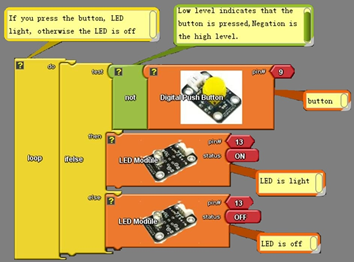 If you press the button, LED
light, otherwise the LED is off
Low level indicates that the
button is pressed,Negation is
the high level.
do
test
not
Digital Push Button
pin#
9
button
loop
ifelse
then
LED Module
pin#
13
status
ON
LED is light
else
LED Module
pin#
13
status
OFF
LED is off